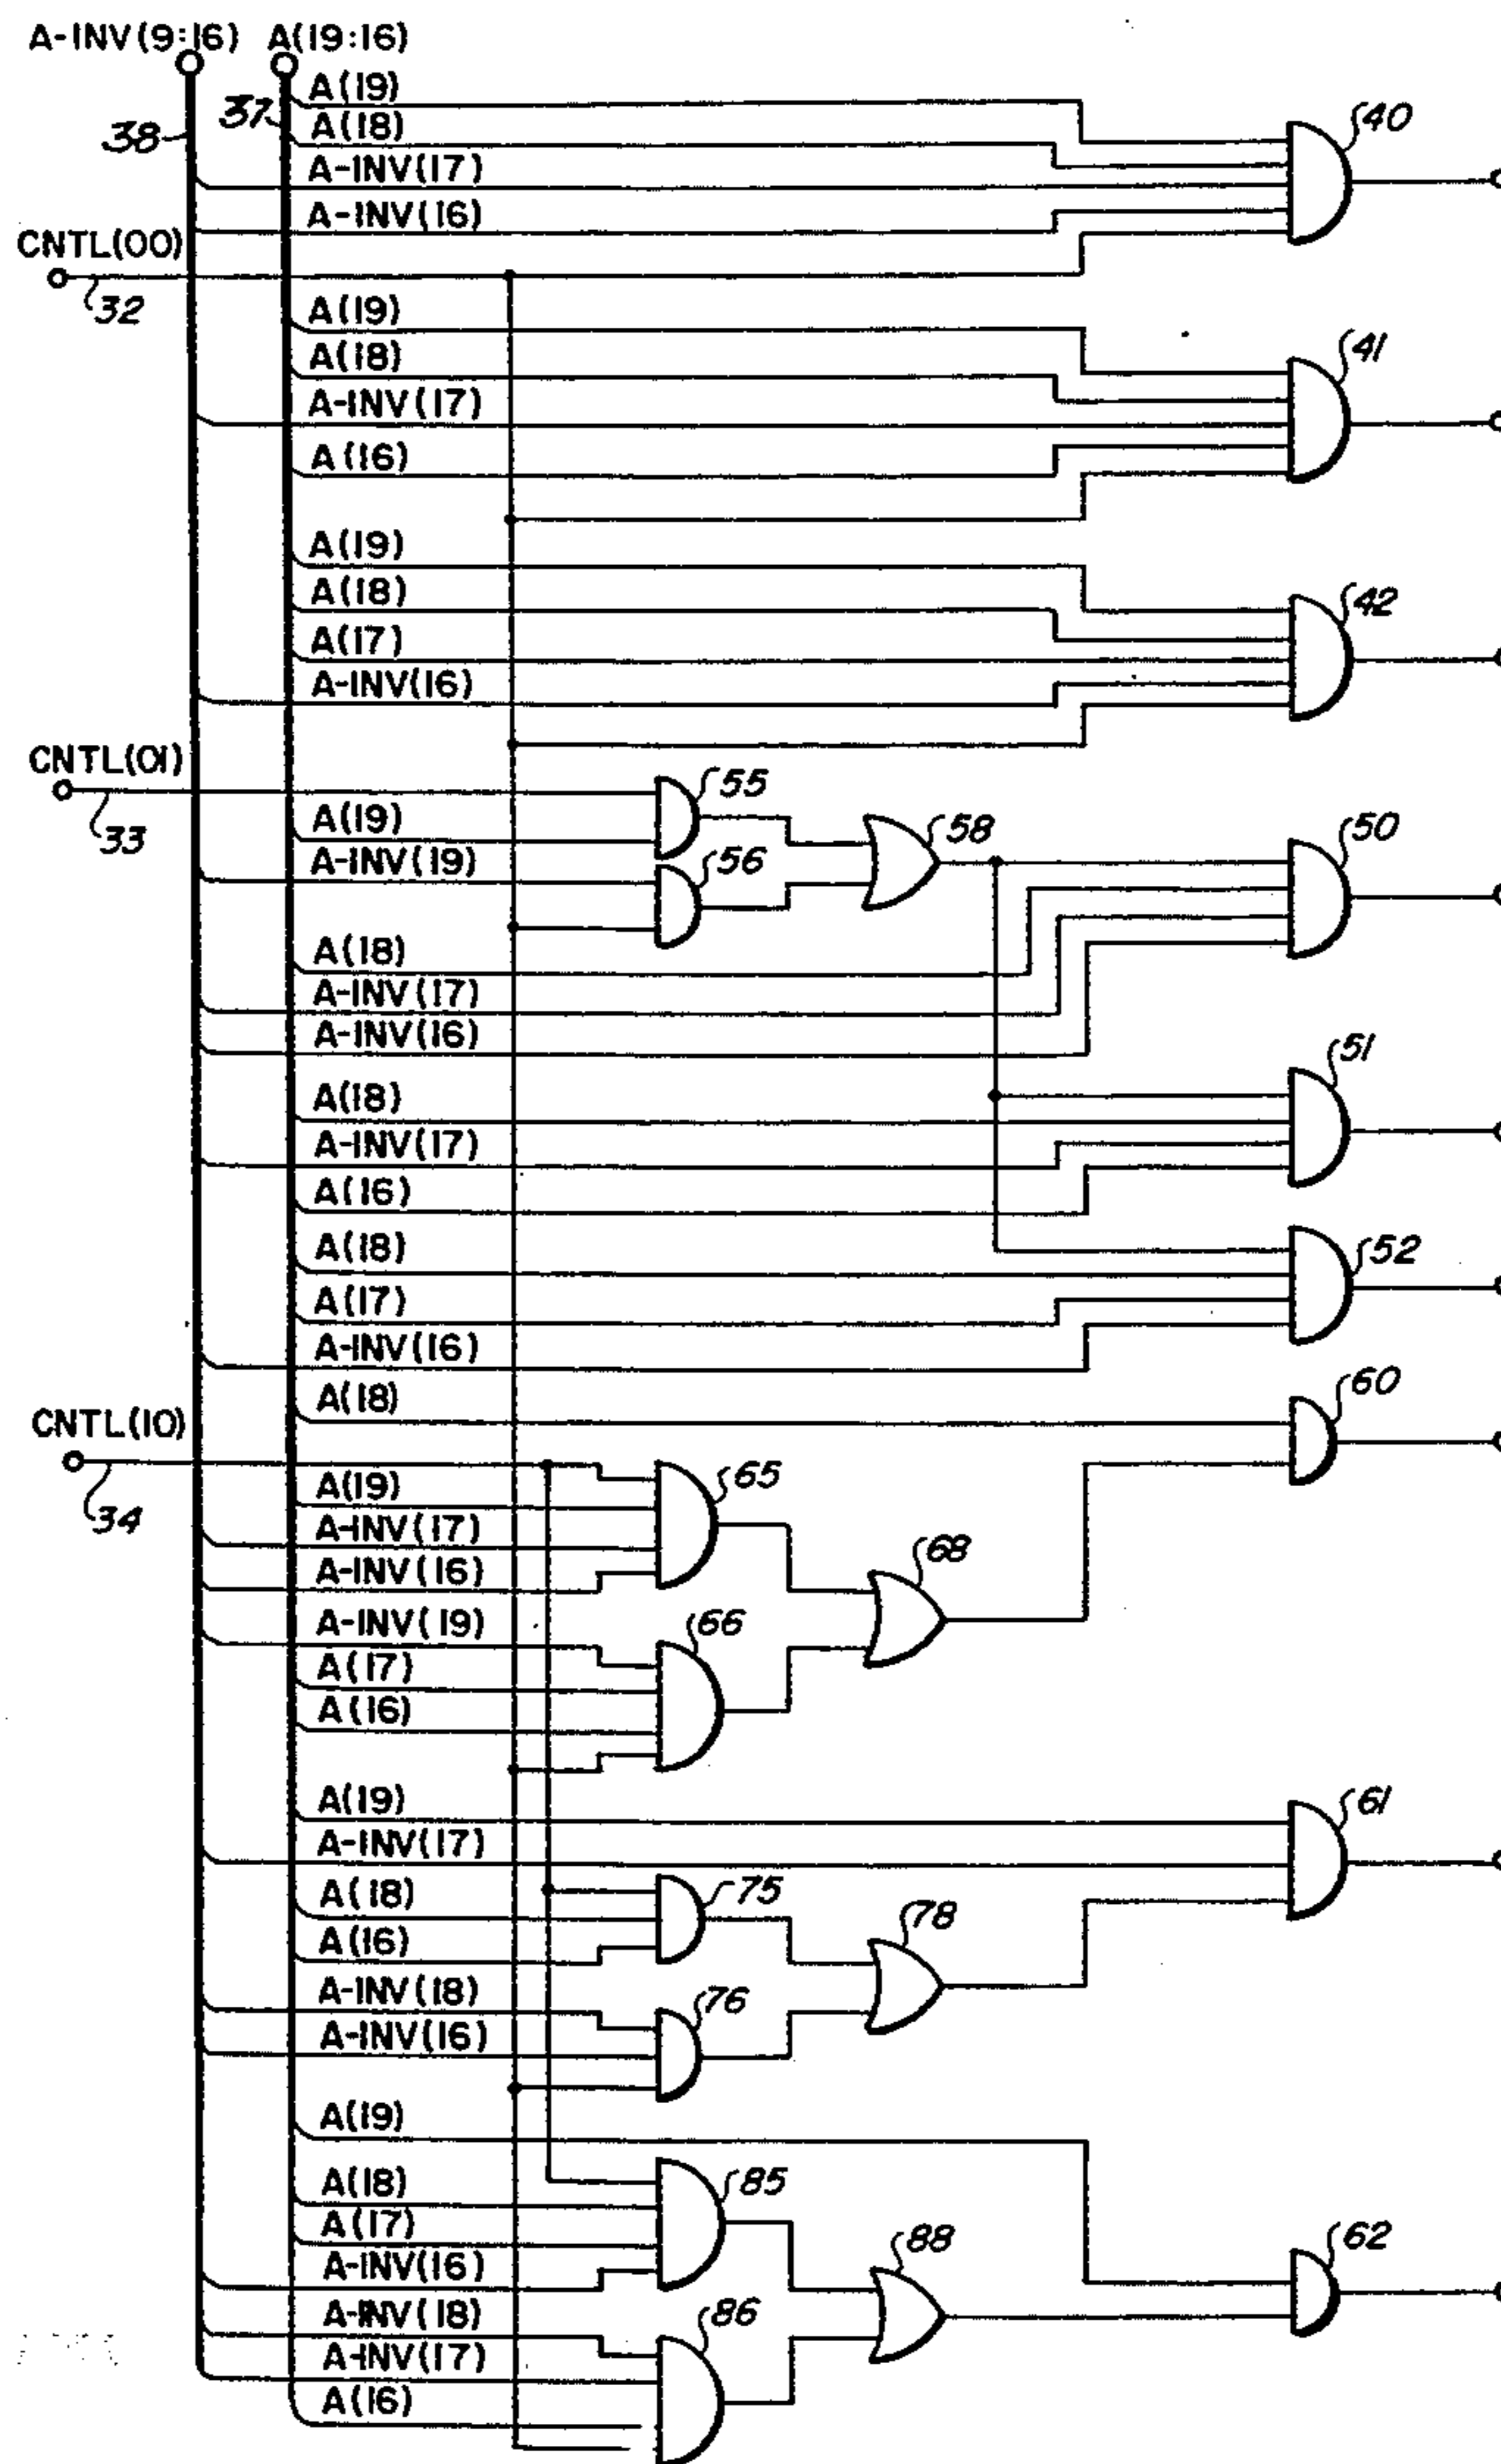 A-INV(9:16) A(19:16)
A(19)
40
37
A(18)
38
A-INV(17)
A-INV(16)
CNTL(00)
32
A(19)
41
A(18)
A-INV(17)
A(16)
A(19)
42
A(18)
A(17)
A-INV(16)
CNTL(01)
55
33
A(19)
58
50
A-INV(19)
56
A(18)
A-INV(17)
A-INV(16)
51
A(18)
A-INV(17)
A(16)
A(18)
52
A(17)
A-INV(16)
60
A(18)
CNTL(10)
65
34
A(19)
A-INV(17)
68
A-INV(16)
A-INV(19)
66
A(17)
A(16)
A(19)
61
A-INV(17)
A(18)
75
78
A(16)
A-INV(18)
76
A-INV(16)
A(19)
A(18)
85
A(17)
88
62
A-INV(16)
A-INV(18)
86
A-INV(17)
A(16)